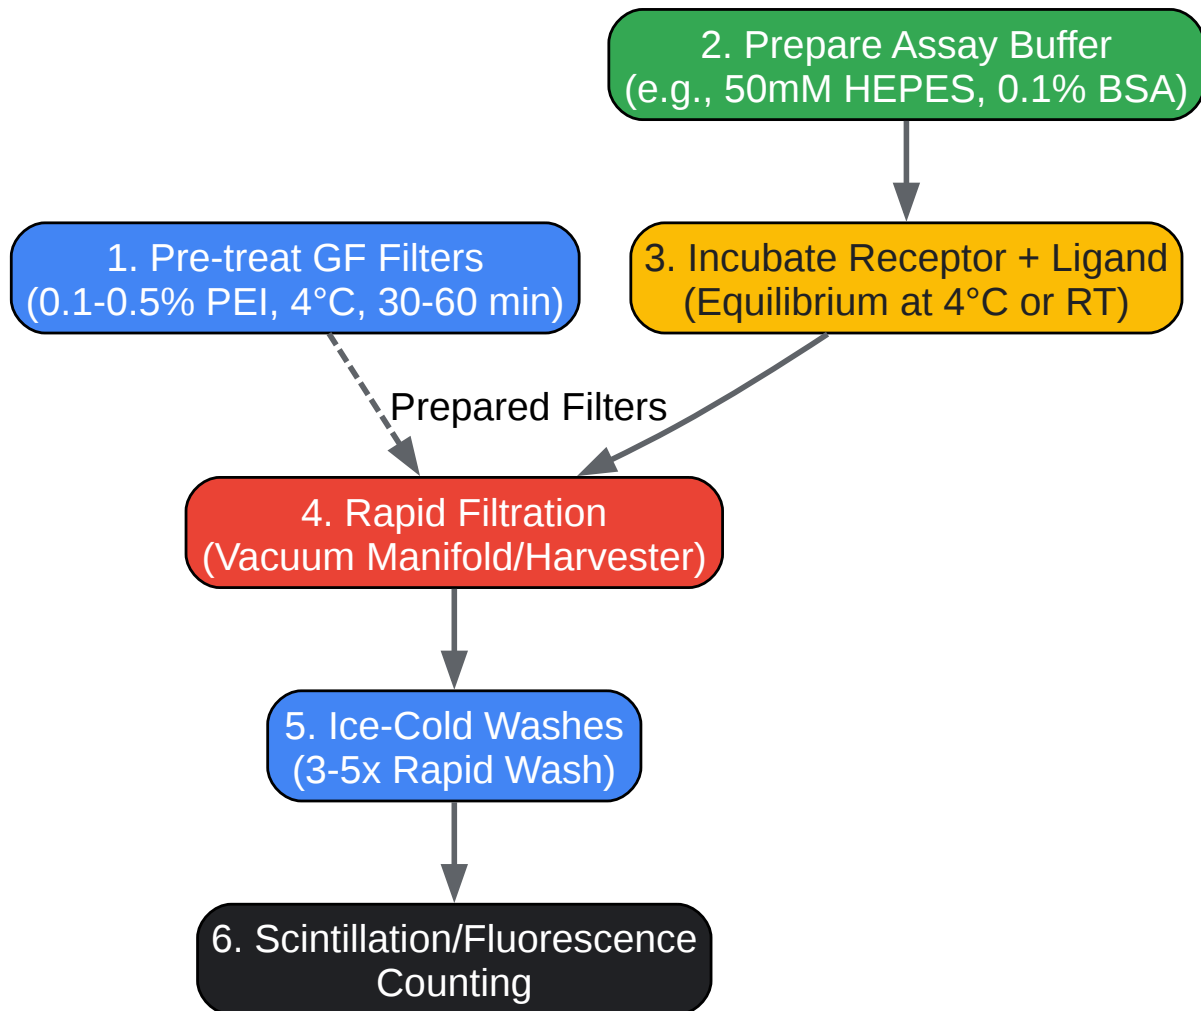 2. Prepare Assay Buffer
(e.g., 50mM HEPES, 0.1% BSA)
1. Pre-treat GF Filters
(0.1-0.5% PEI, 4°C, 30-60 min)
3. Incubate Receptor + Ligand
(Equilibrium at 4°C or RT)
Prepared Filters
4. Rapid Filtration
(Vacuum Manifold/Harvester)
5. Ice-Cold Washes
(3-5x Rapid Wash)
6. Scintillation/Fluorescence
Counting